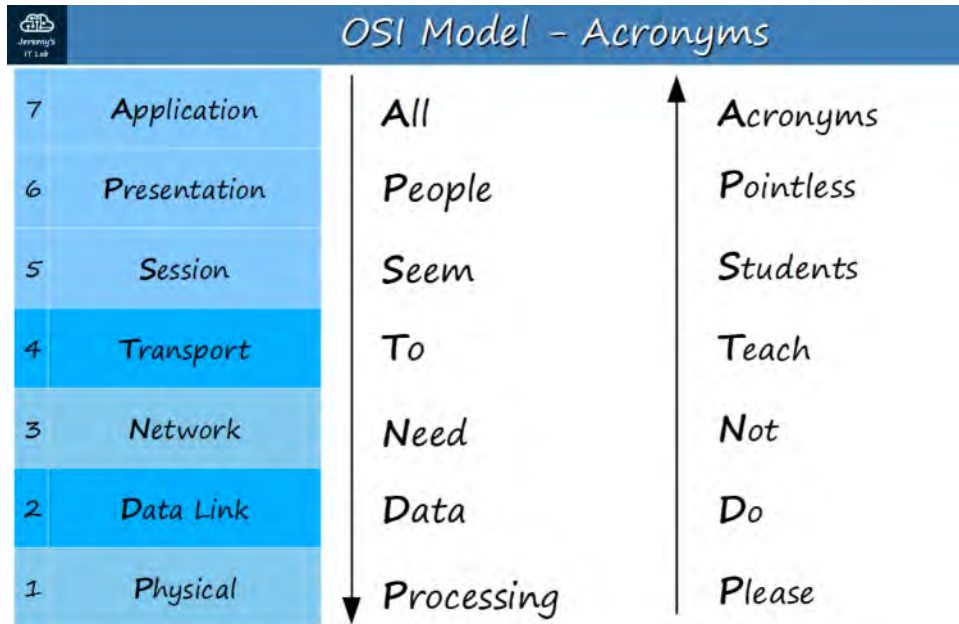 Jeremy's
IT Lab
OSI Model - Acronyms
7 Application All Acronyms
6 Presentation People Pointless
5 Session Seem Students
4 Transport To Teach
3 Network Need Not
2 Data Link Data Do
1 Physical Processing Please